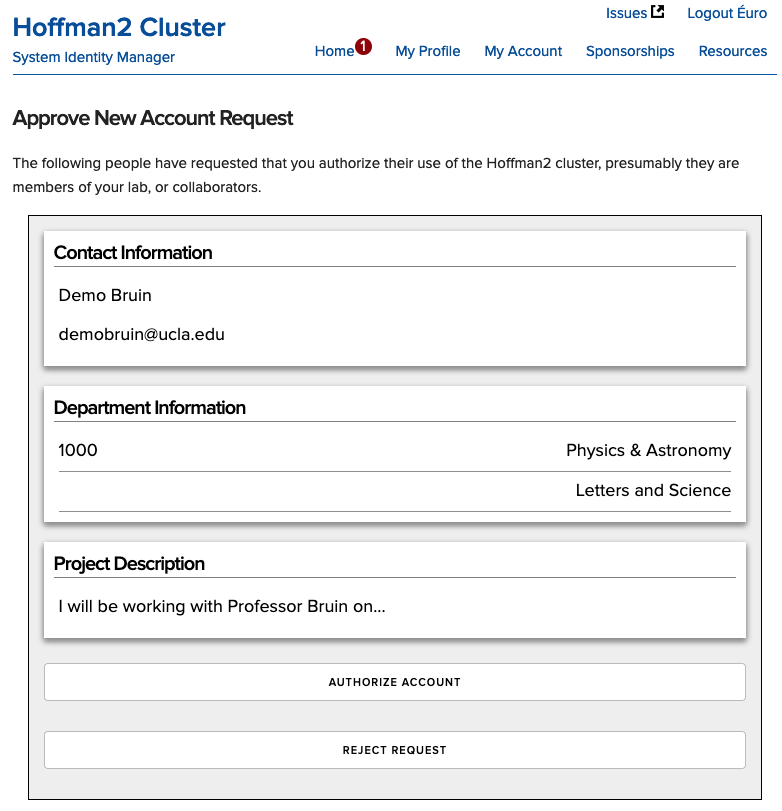 Issues Logout Éuro
Hoffman2 Cluster
System Identity Manager
Home 1 My Profile My Account Sponsorships Resources
Approve New Account Request
The following people have requested that you authorize their use of the Hoffman2 cluster, presumably they are
members of your lab, or collaborators.
Contact Information
Demo Bruin
demobruin@ucla.edu
Department Information
1000 Physics & Astronomy
Letters and Science
Project Description
I will be working with Professor Bruin on...
AUTHORIZE ACCOUNT
REJECT REQUEST